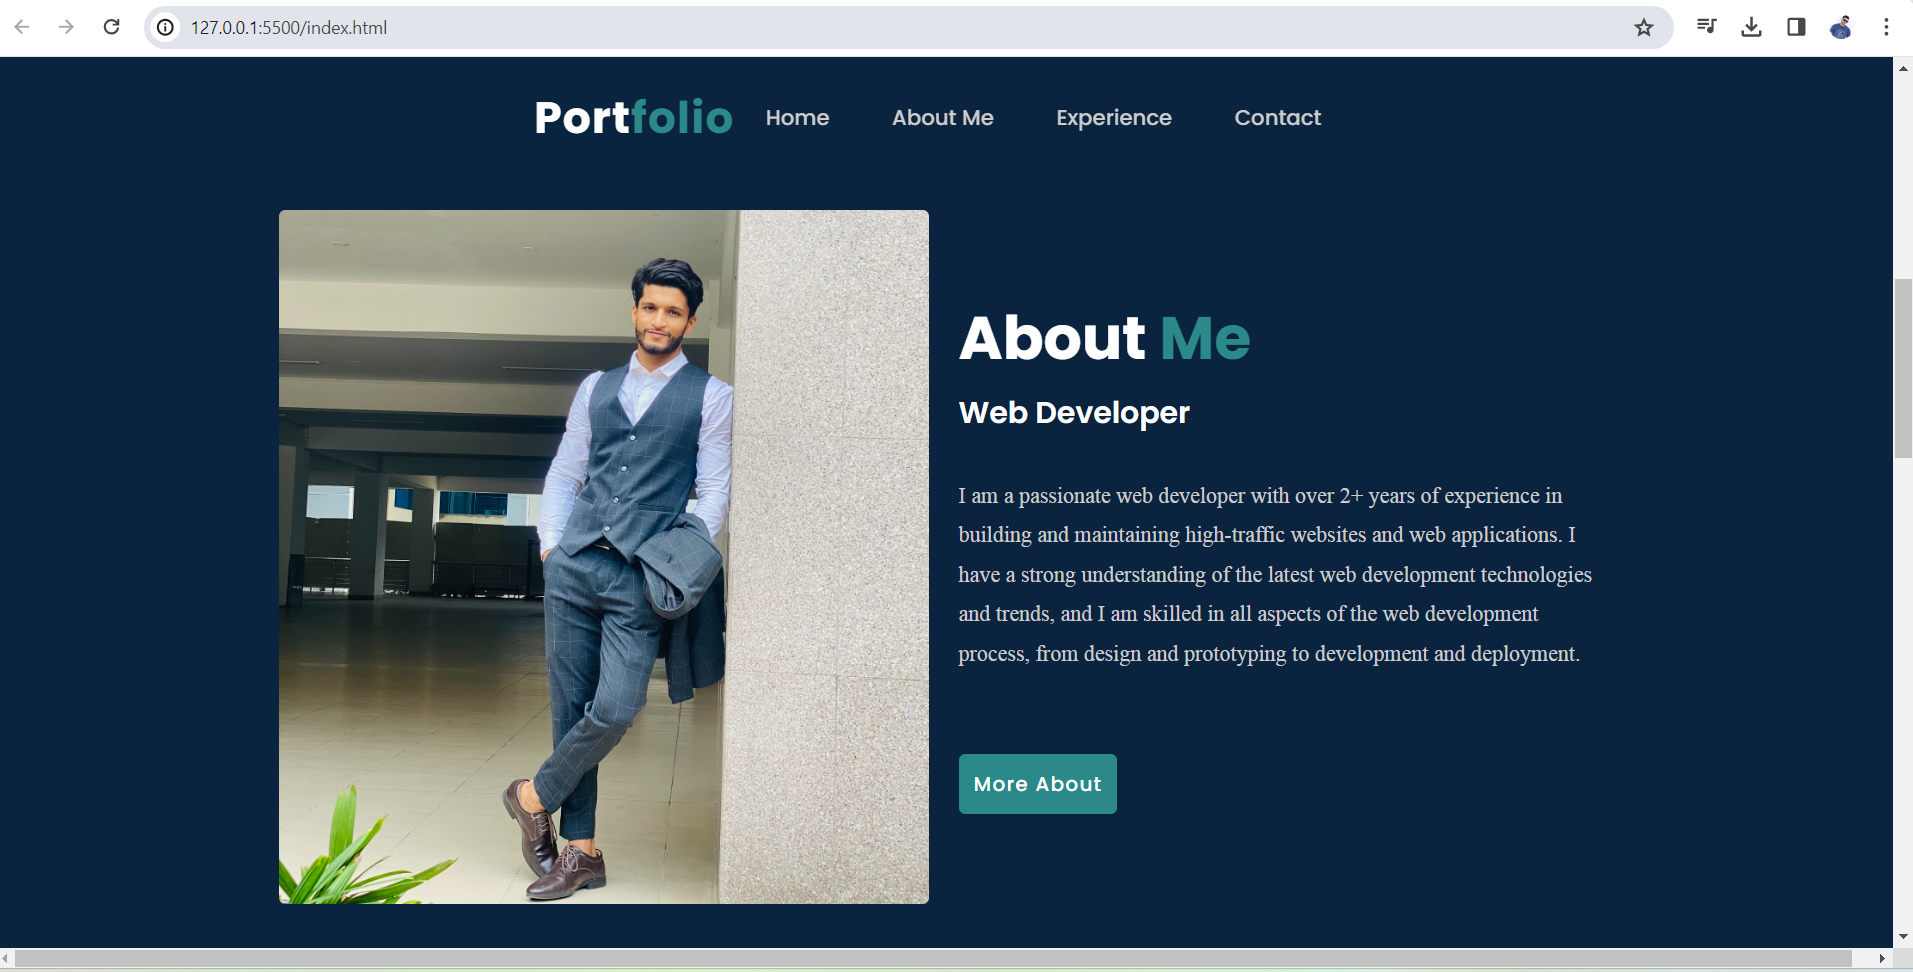 127.0.0.1:5500/index.html
Portfolio Home About Me Experience Contact
About Me
Web Developer
I am a passionate web developer with over 2+ years of experience in
building and maintaining high-traffic websites and web applications. I
have a strong understanding of the latest web development technologies
and trends, and I am skilled in all aspects of the web development
process, from design and prototyping to development and deployment.
More About